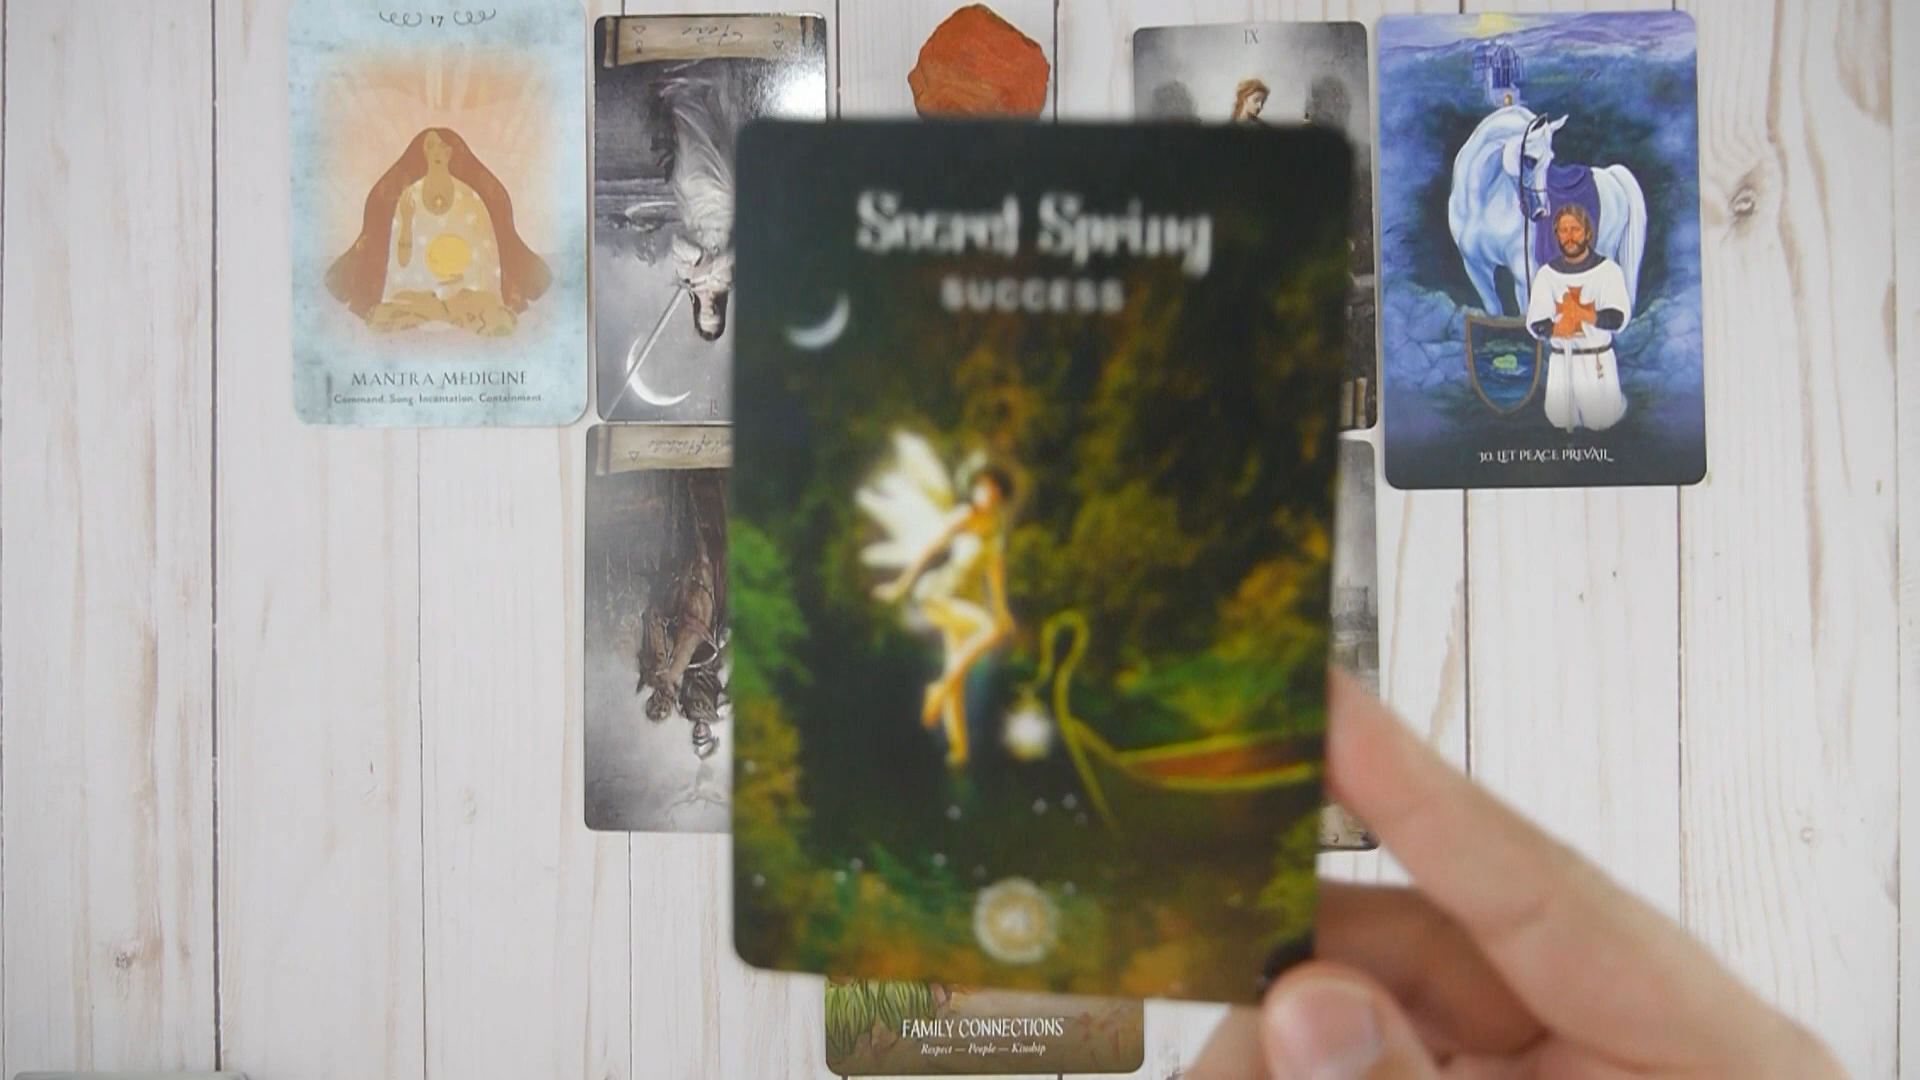 17
IX
MANTRA MEDICINE
Command. Song. Incantation. Containment.
30. LET PEACE PREVAIL
Sacred Spring
SUCCESS
FAMILY CONNECTIONS
Respect — People — Kinship